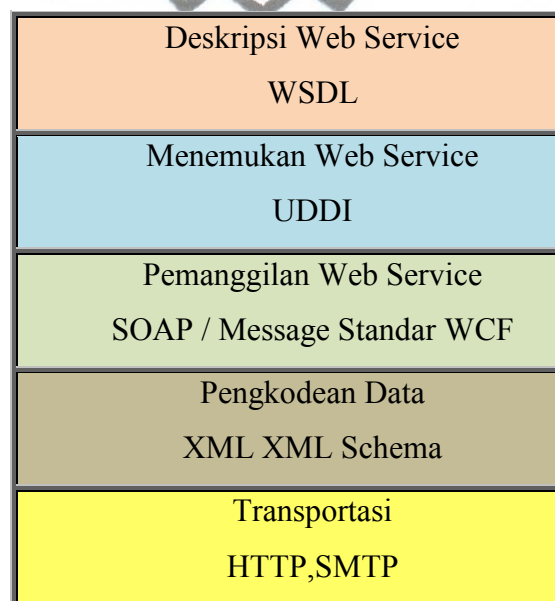 Deskripsi Web Service
WSDL
Menemukan Web Service
UDDI
Pemanggilan Web Service
SOAP / Message Standar WCF
Pengkodean Data
XML XML Schema
Transportasi
HTTP,SMTP